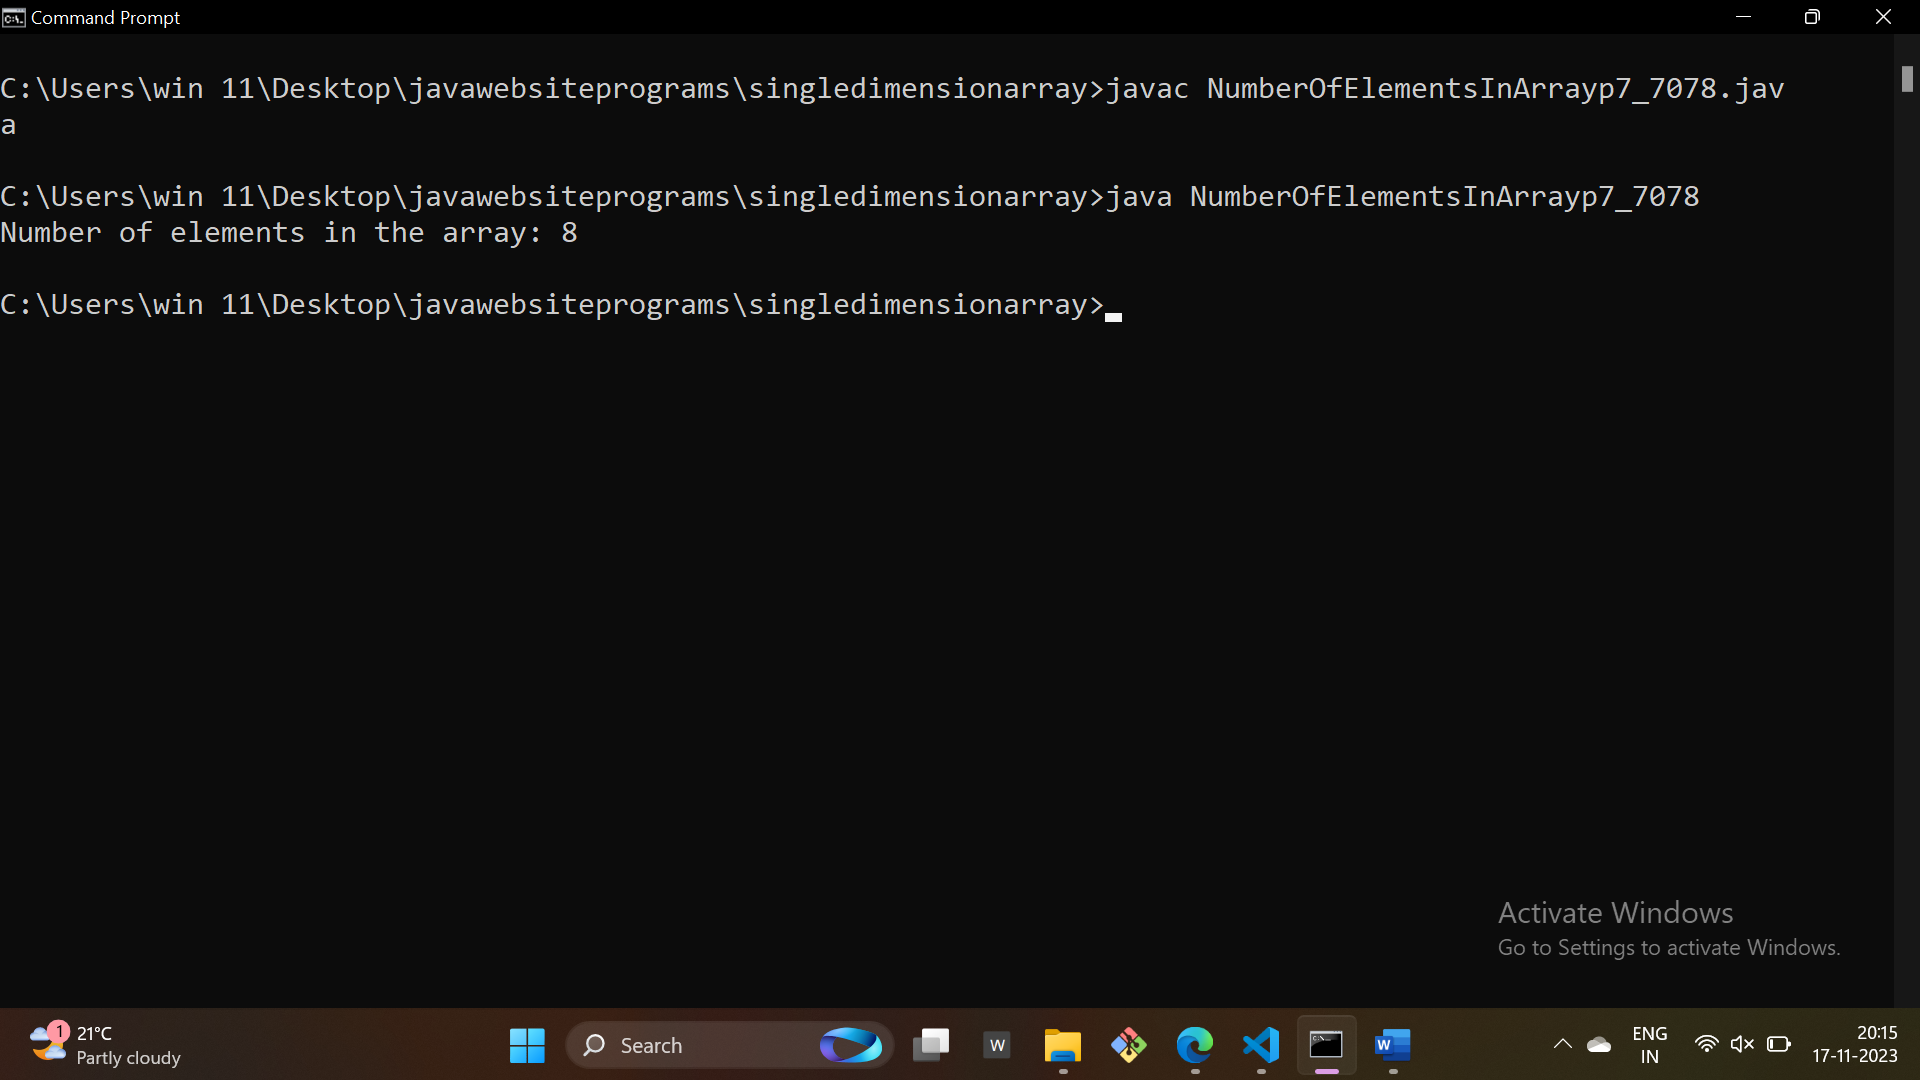 Command Prompt
C:\Users\win 11\Desktop\javawebsiteprograms\singledimensionarray>javac NumberOfElementsInArrayp7_7078.jav
a
C:\Users\win 11\Desktop\javawebsiteprograms\singledimensionarray>java NumberOfElementsInArrayp7_7078
Number of elements in the array: 8
C:\Users\win 11\Desktop\javawebsiteprograms\singledimensionarray>
Activate Windows
Go to Settings to activate Windows.
1
21°C
Partly cloudy
Search
W
W
ENG
IN
20:15
17-11-2023